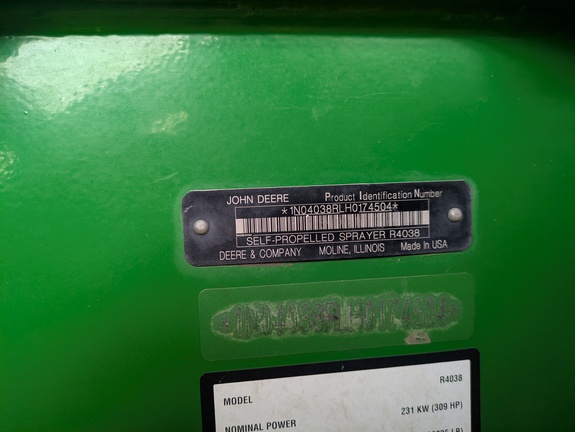 JOHN DEERE Product Identification Number
*1N04038RLH0174504*
SELF-PROPELLED SPRAYER R4038
DEERE & COMPANY MOLINE, ILLINOIS Made In USA
MODEL R4038
NOMINAL POWER 231 KW (309 HP)